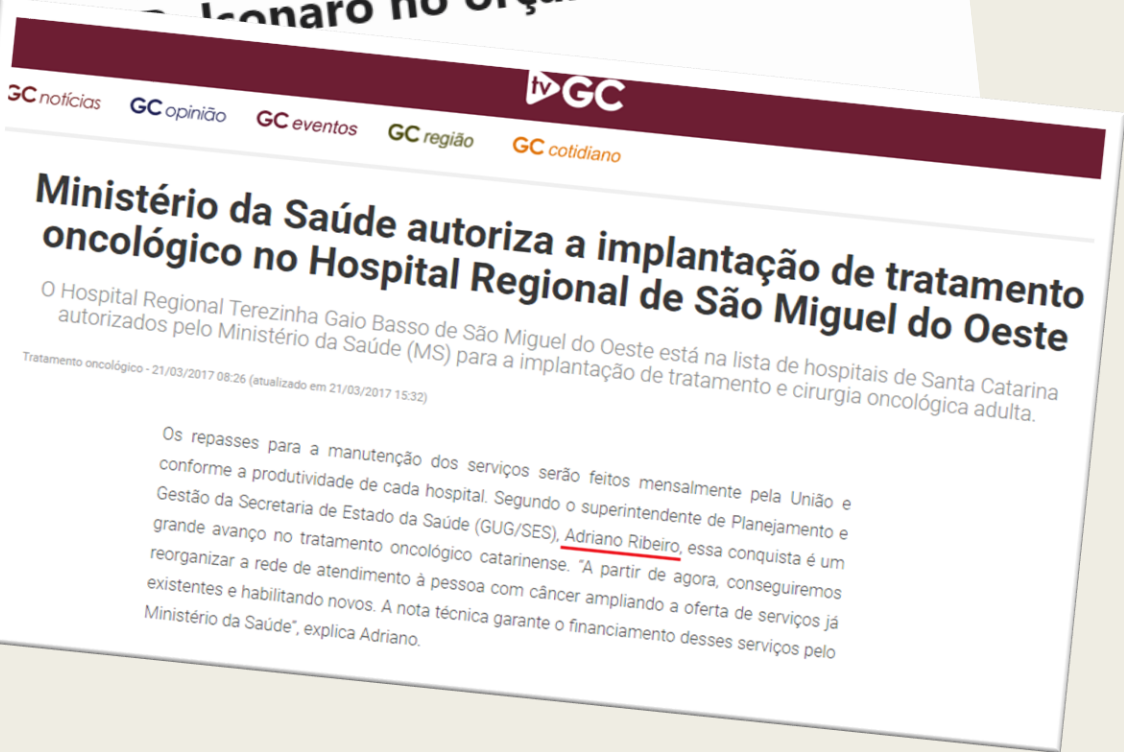 no
tvGC
GC notícias GC opinião GC eventos GC região GC cotidiano
Ministério da Saúde autoriza a implantação de tratamento
oncológico no Hospital Regional de São Miguel do Oeste
O Hospital Regional Terezinha Gaio Basso de São Miguel do Oeste está na lista de hospitais de Santa Catarina
autorizados pelo Ministério da Saúde (MS) para a implantação de tratamento e cirurgia oncológica adulta.
Tratamento oncológico - 21/03/2017 08:26 (atualizado em 21/03/2017 15:32)
Os repasses para a manutenção dos serviços serão feitos mensalmente pela União e
conforme a produtividade de cada hospital. Segundo o superintendente de Planejamento e
Gestão da Secretaria de Estado da Saúde (GUG/SES), Adriano Ribeiro, essa conquista é um
grande avanço no tratamento oncológico catarinense. “A partir de agora, conseguiremos
reorganizar a rede de atendimento à pessoa com câncer ampliando a oferta de serviços já
existentes e habilitando novos. A nota técnica garante o financiamento desses serviços pelo
Ministério da Saúde”, explica Adriano.